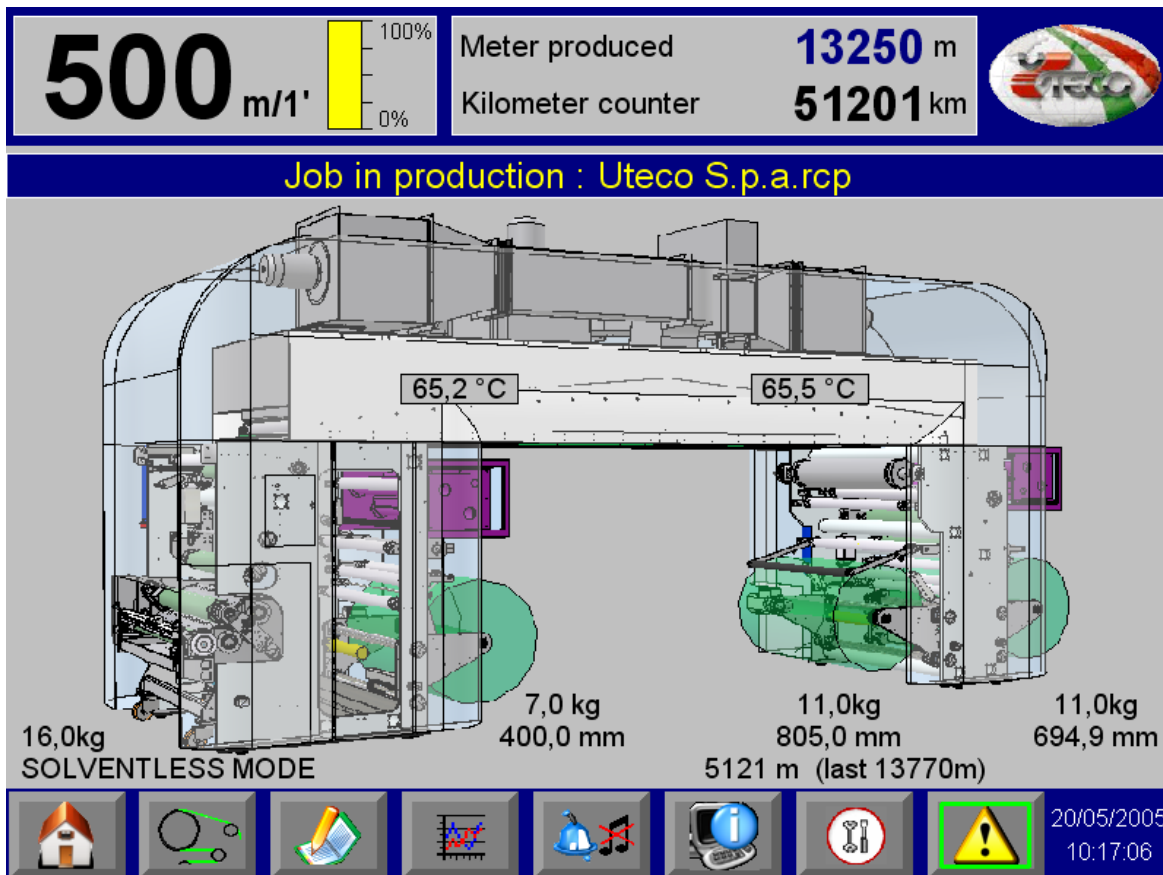 500 m/1'
100%
0%
Meter produced 13250 m
Kilometer counter 51201 km
UTECO
Job in production : Uteco S.p.a.rcp
65,2 °C
65,5 °C
16,0kg
7,0 kg
400,0 mm
11,0kg
805,0 mm
11,0kg
694,9 mm
SOLVENTLESS MODE
5121 m (last 13770m)
20/05/2005
10:17:06